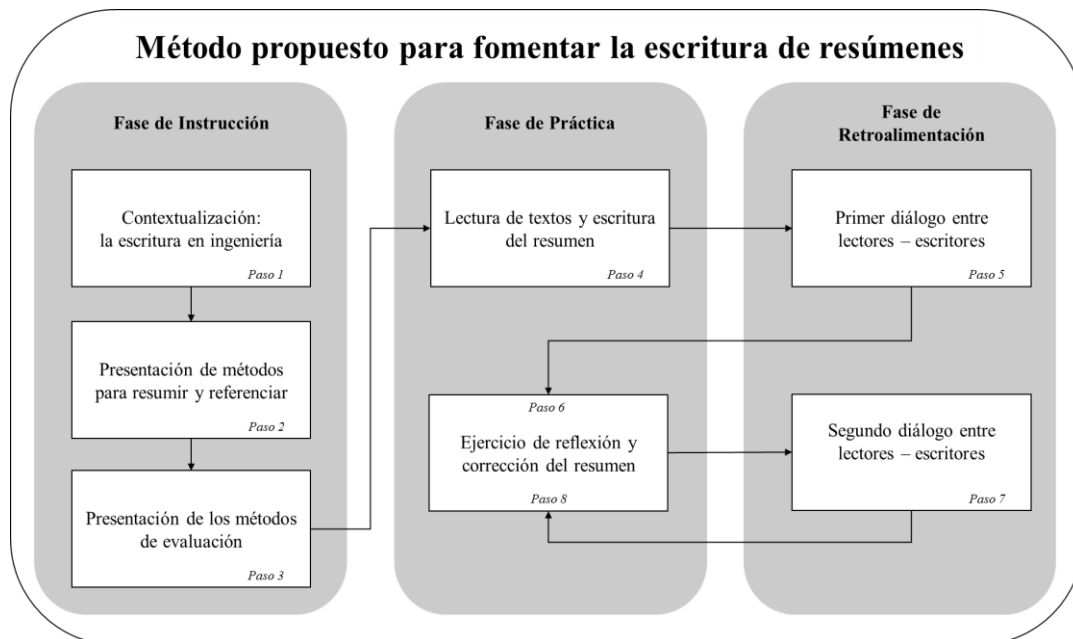 Método propuesto para fomentar la escritura de resúmenes
Fase de Instrucción
Contextualización:
la escritura en ingeniería
Paso 1
Presentación de métodos
para resumir y referenciar
Paso 2
Presentación de los métodos
de evaluación
Paso 3
Fase de Práctica
Lectura de textos y escritura
del resumen
Paso 4
Paso 6
Ejercicio de reflexión y
corrección del resumen
Paso 8
Fase de
Retroalimentación
Primer diálogo entre
lectores – escritores
Paso 5
Segundo diálogo entre
lectores – escritores
Paso 7